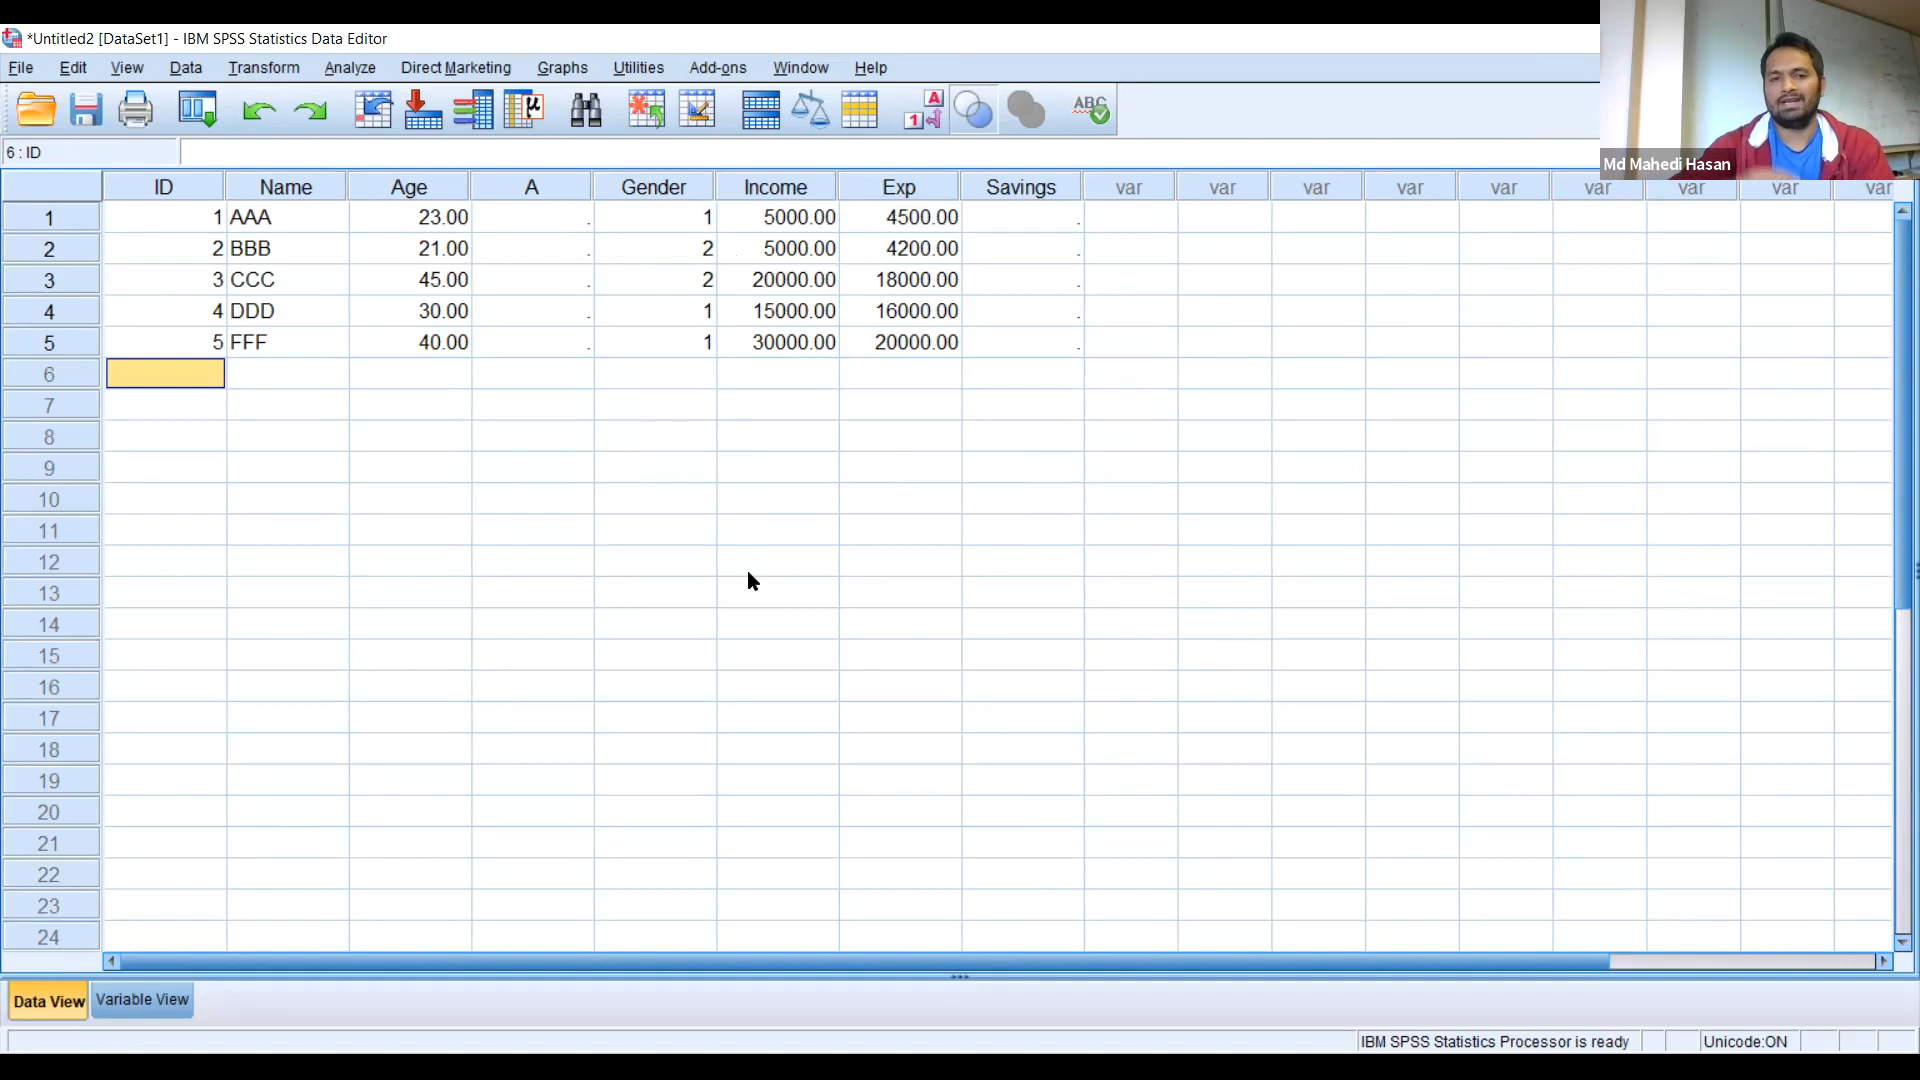 *Untitled2 [DataSet1] - IBM SPSS Statistics Data Editor
File Edit View Data Transform Analyze Direct Marketing Graphs Utilities Add-ons Window Help
A
1
μ
ABC
6 : ID
Md Mahedi Hasan
ID Name Age A Gender Income Exp Savings var var var var var var var var var
1 1 AAA 23.00 . 1 5000.00 4500.00 .
2 2 BBB 21.00 . 2 5000.00 4200.00 .
3 3 CCC 45.00 . 2 20000.00 18000.00 .
4 4 DDD 30.00 . 1 15000.00 16000.00 .
5 5 FFF 40.00 . 1 30000.00 20000.00 .
6
7
8
9
10
11
12
13
14
15
16
17
18
19
20
21
22
23
24
Data View Variable View
IBM SPSS Statistics Processor is ready Unicode:ON